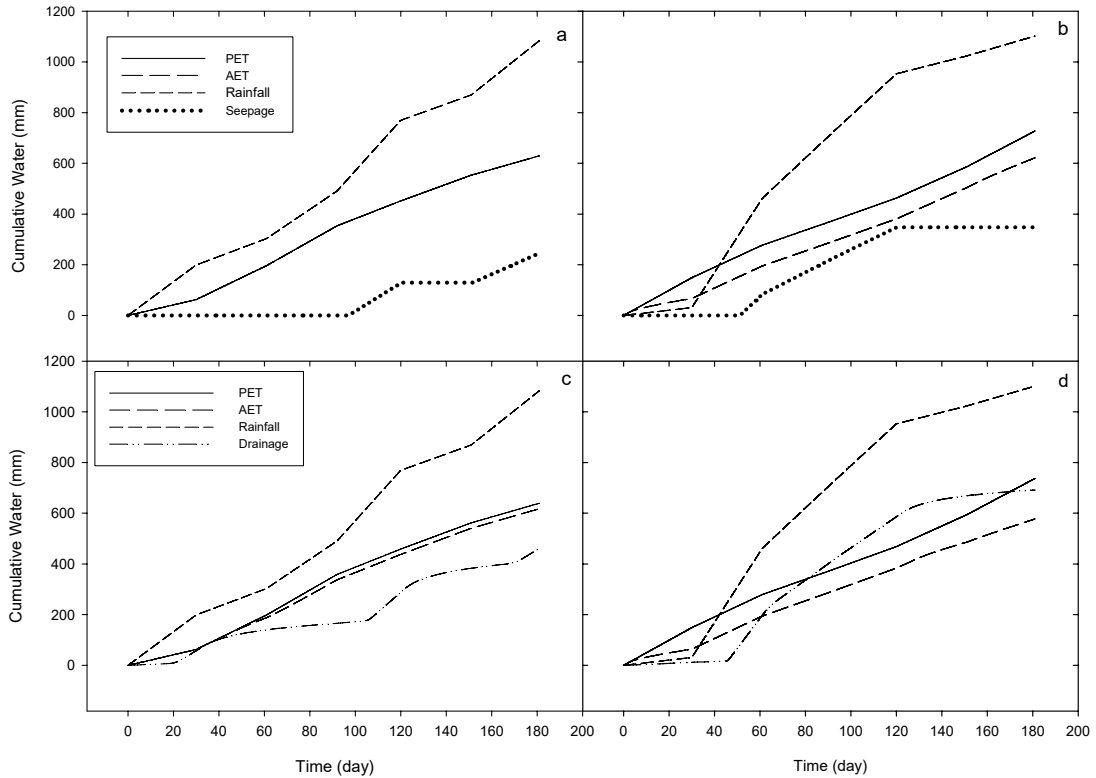 1200
1000
800
600
400
200
0
Cumulative Water (mm)
a
PET
AET
Rainfall
Seepage
b
1200
1000
800
600
400
200
0
Cumulative Water (mm)
c
PET
AET
Rainfall
Drainage
d
0 20 40 60 80 100 120 140 160 180
0 20 40 60 80 100 120 140 160 180 200
Time (day)
Time (day)